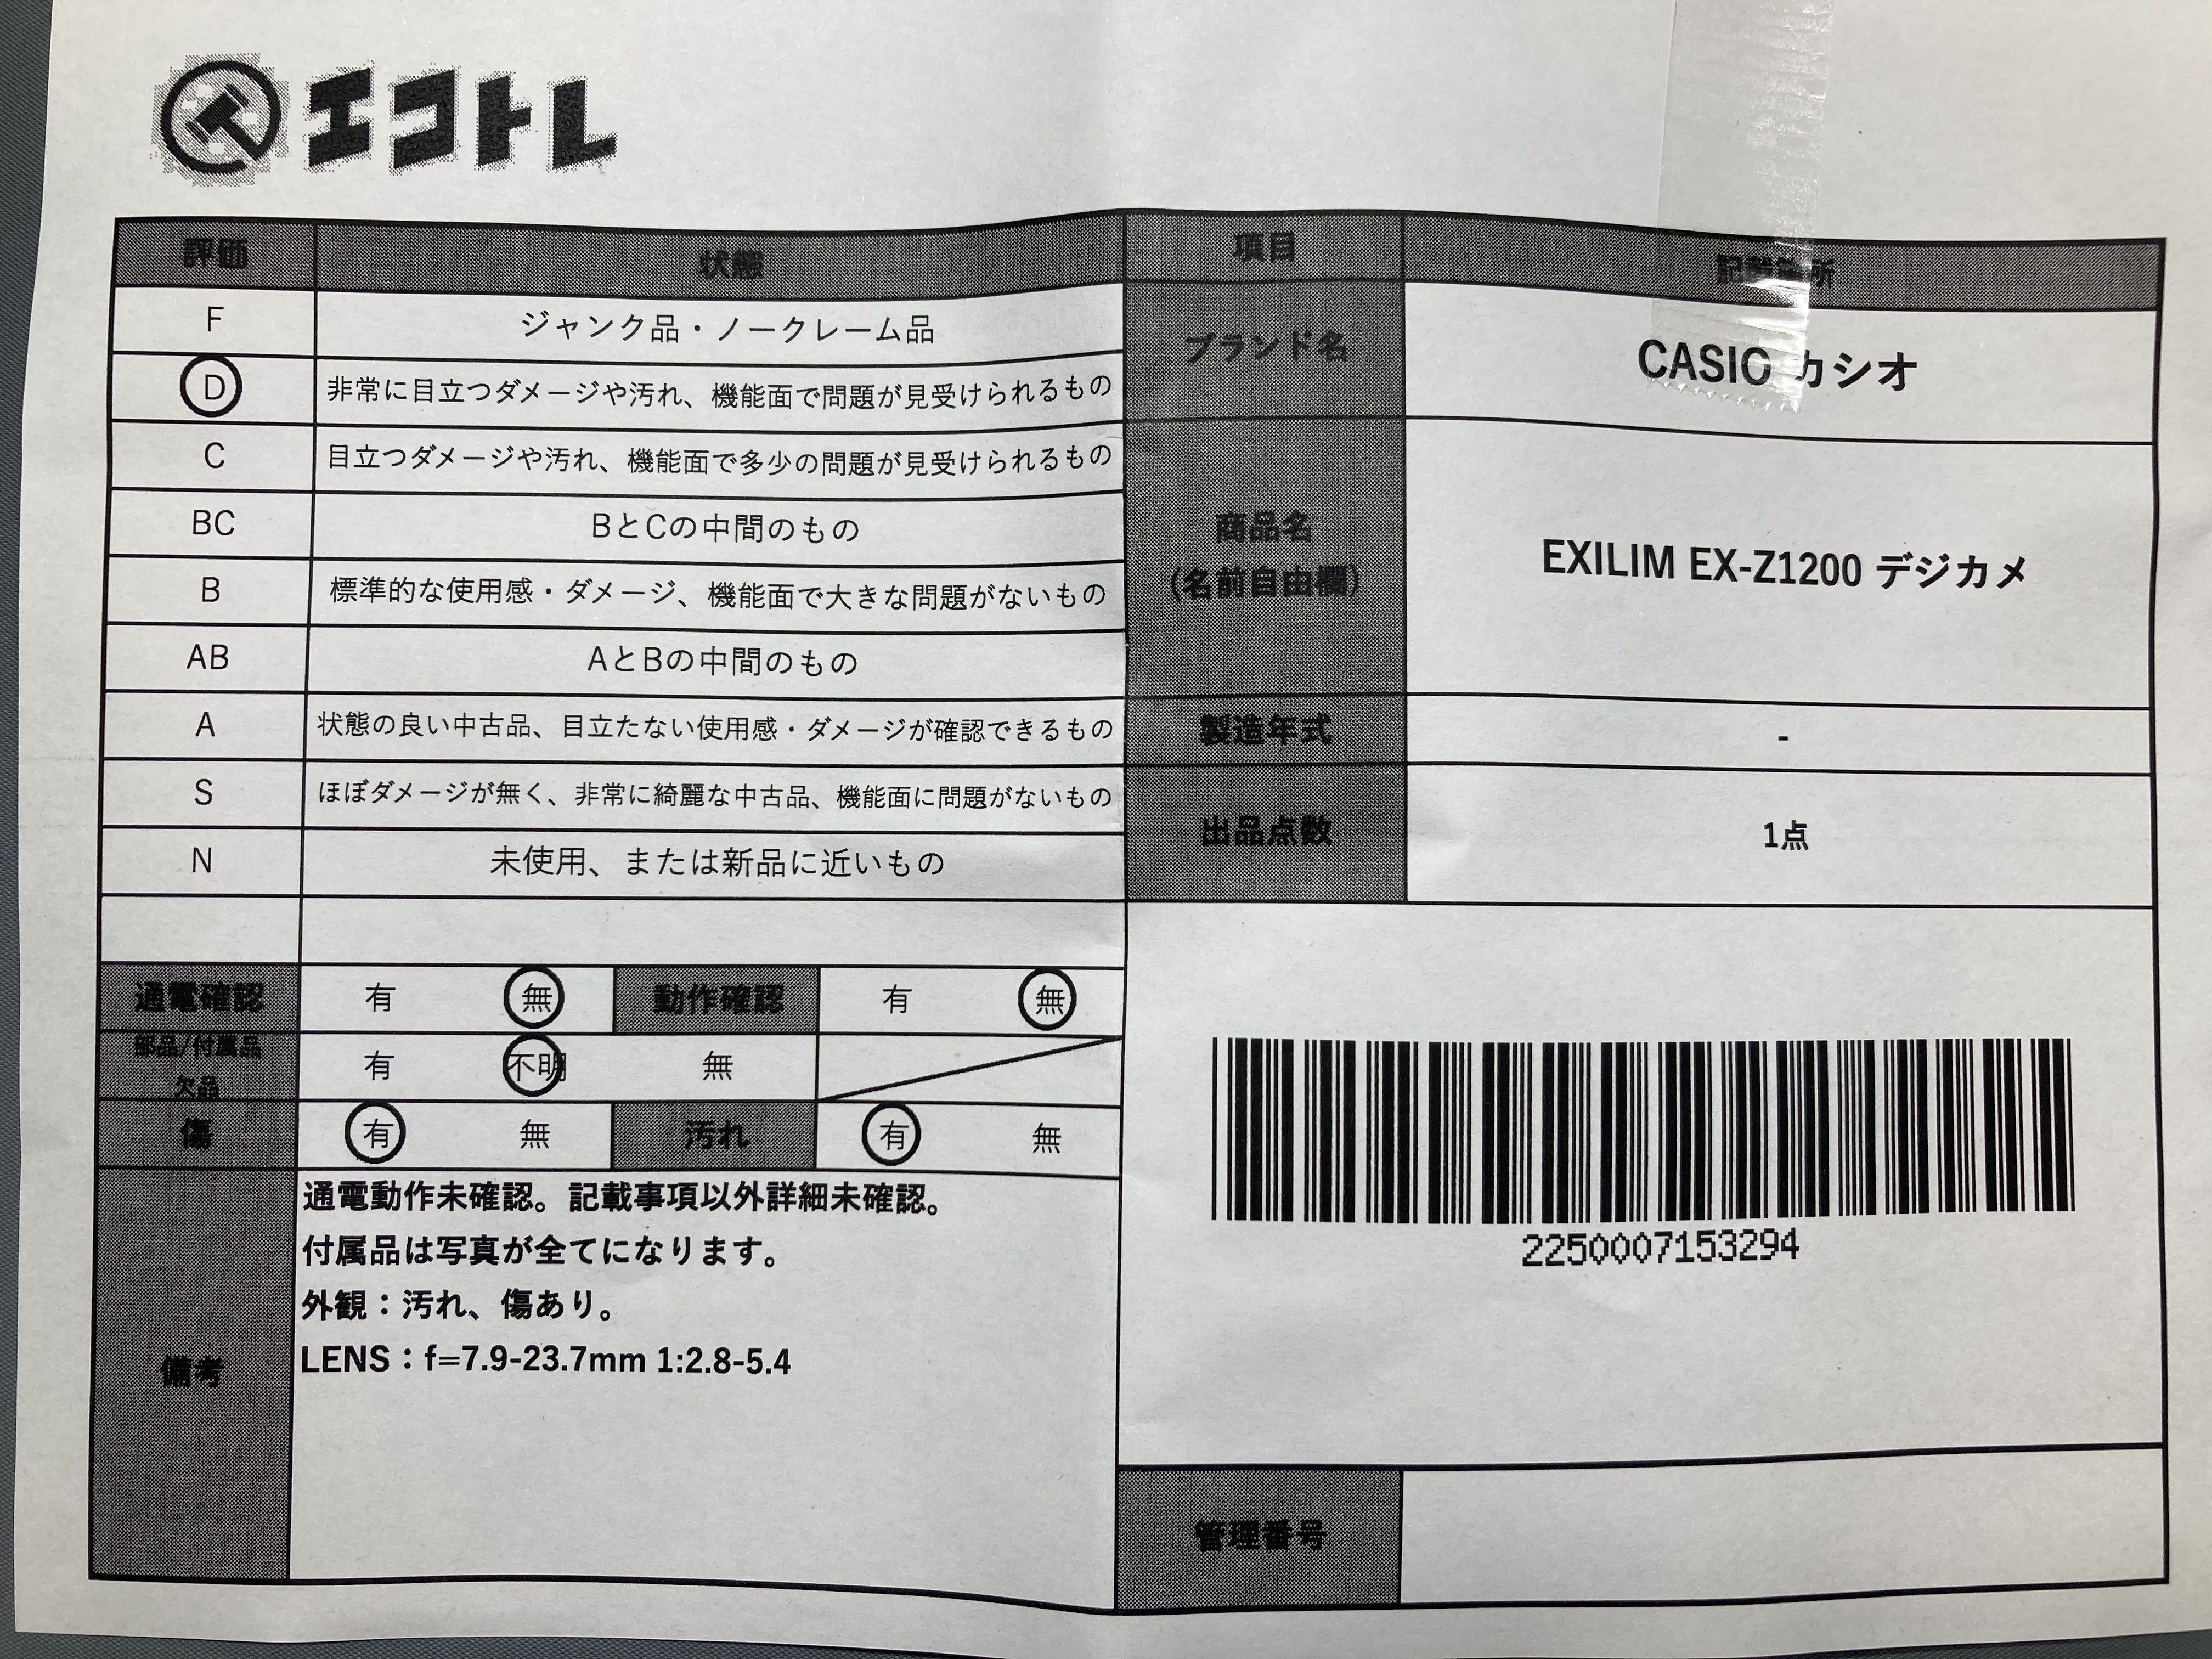 エコトレ
評価 状態
F ジャンク品・ノークレーム品
D 非常に目立つダメージや汚れ、機能面で問題が見受けられるもの
C 目立つダメージや汚れ、機能面で多少の問題が見受けられるもの
BC BとCの中間のもの
B 標準的な使用感・ダメージ、機能面で大きな問題がないもの
AB AとBの中間のもの
A 状態の良い中古品、目立たない使用感・ダメージが確認できるもの
S ほぼダメージが無く、非常に綺麗な中古品、機能面に問題がないもの
N 未使用、または新品に近いもの
通電確認 有 無 動作確認 有 無
部品/付属品
欠品
有 不明 無
傷 有 無 汚れ 有 無
備考
通電動作未確認。記載事項以外詳細未確認。
付属品は写真が全てになります。
外観：汚れ、傷あり。
LENS：f=7.9-23.7mm 1:2.8-5.4
項目 記載箇所
ブランド名 CASIO カシオ
商品名
(名前自由欄)
EXILIM EX-Z1200 デジカメ
製造年式 -
出品点数 1点
2250007153294
管理番号